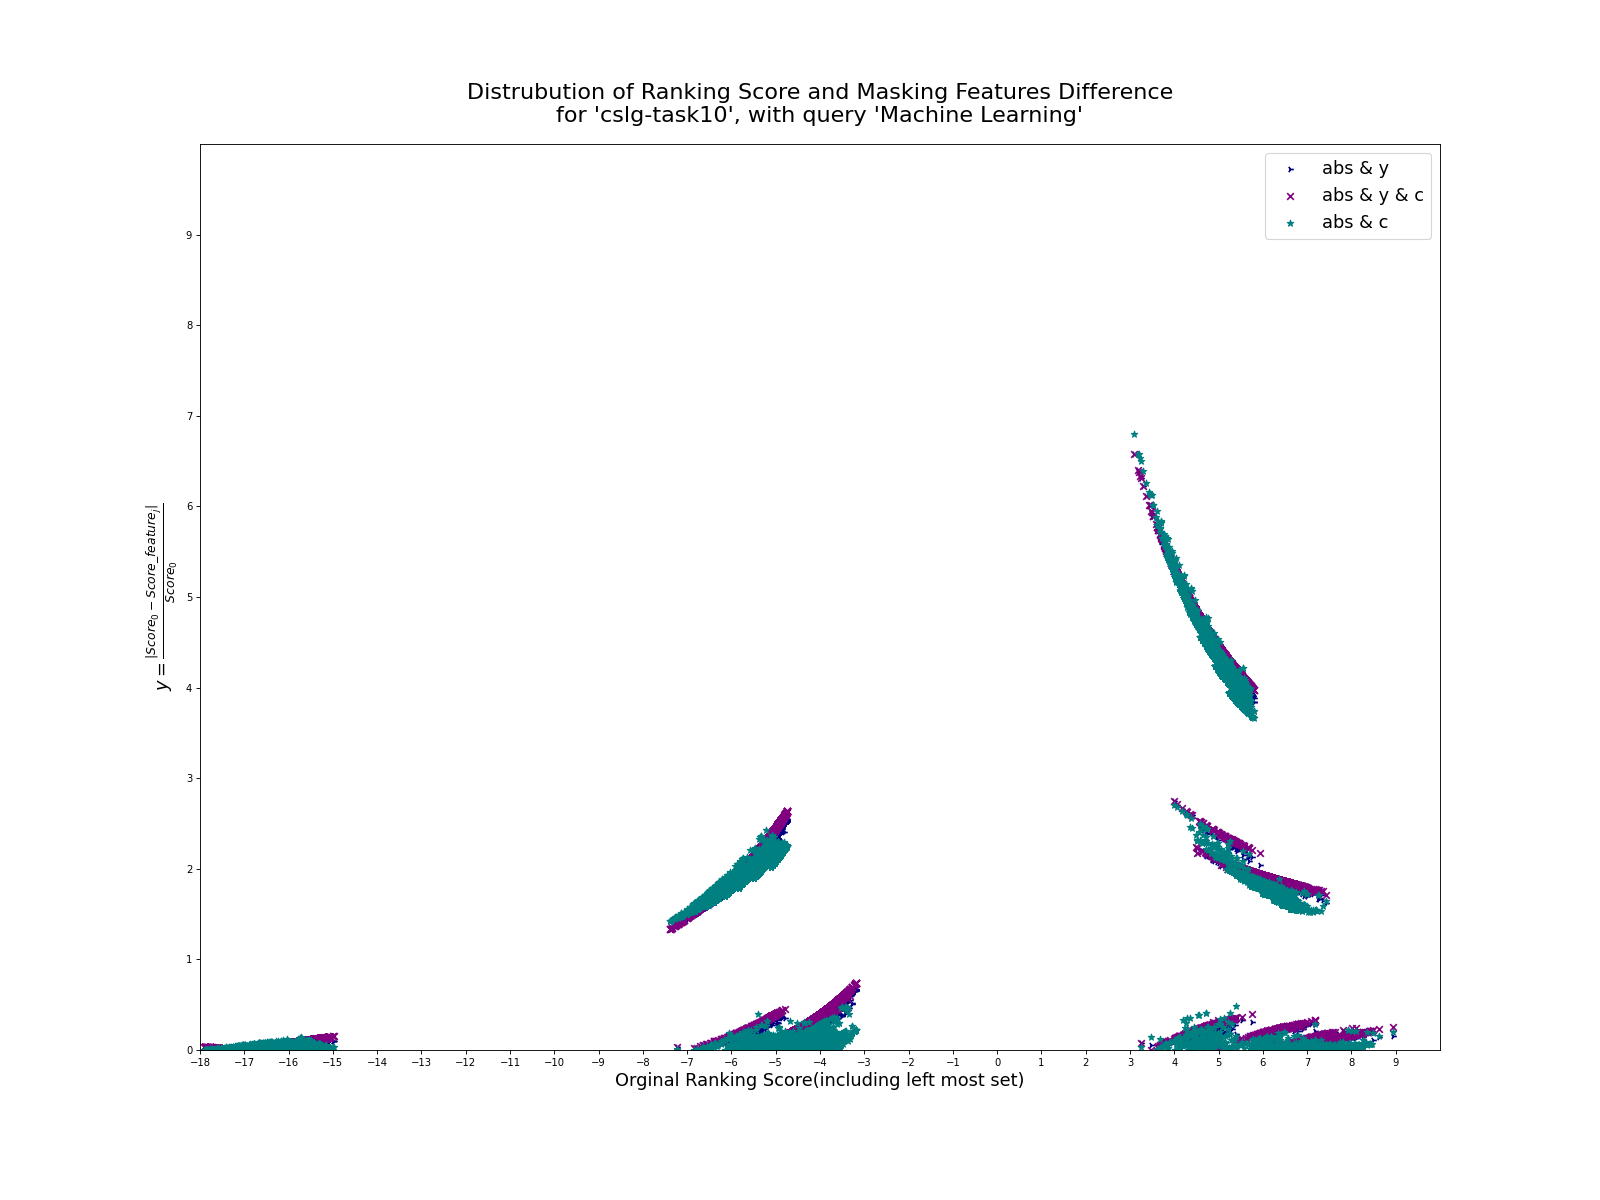 Distrubution of Ranking Score and Masking Features Difference
for 'cslg-task10', with query 'Machine Learning'
abs & y
abs & y & c
abs & c
y = |Score₀ − Score_featureⱼ| / Score₀
9
8
7
6
5
4
3
2
1
0
−18 −17 −16 −15 −14 −13 −12 −11 −10 −9 −8 −7 −6 −5 −4 −3 −2 −1 0 1 2 3 4 5 6 7 8 9
Orginal Ranking Score(including left most set)